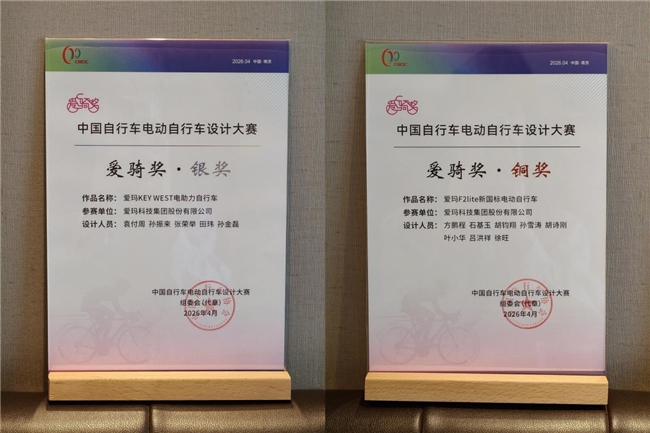 CBEDC
2026.04 中国·南京
爱骑奖
中国自行车电动自行车设计大赛
爱骑奖·银奖
作品名称：爱玛KEY WEST电助力自行车
参赛单位：爱玛科技集团股份有限公司
设计人员：袁付周 孙振来 张荣举 田玮 孙金磊
中国自行车电动自行车设计大赛
组委会（代章）
2026年4月
CBEDC
2026.04 中国·南京
爱骑奖
中国自行车电动自行车设计大赛
爱骑奖·铜奖
作品名称：爱玛F2lite新国标电动自行车
参赛单位：爱玛科技集团股份有限公司
设计人员：方鹏程 石基玉 胡钧翔 孙雪涛 胡诗刚
叶小华 吕洪祥 徐旺
中国自行车电动自行车设计大赛
组委会（代章）
2026年4月